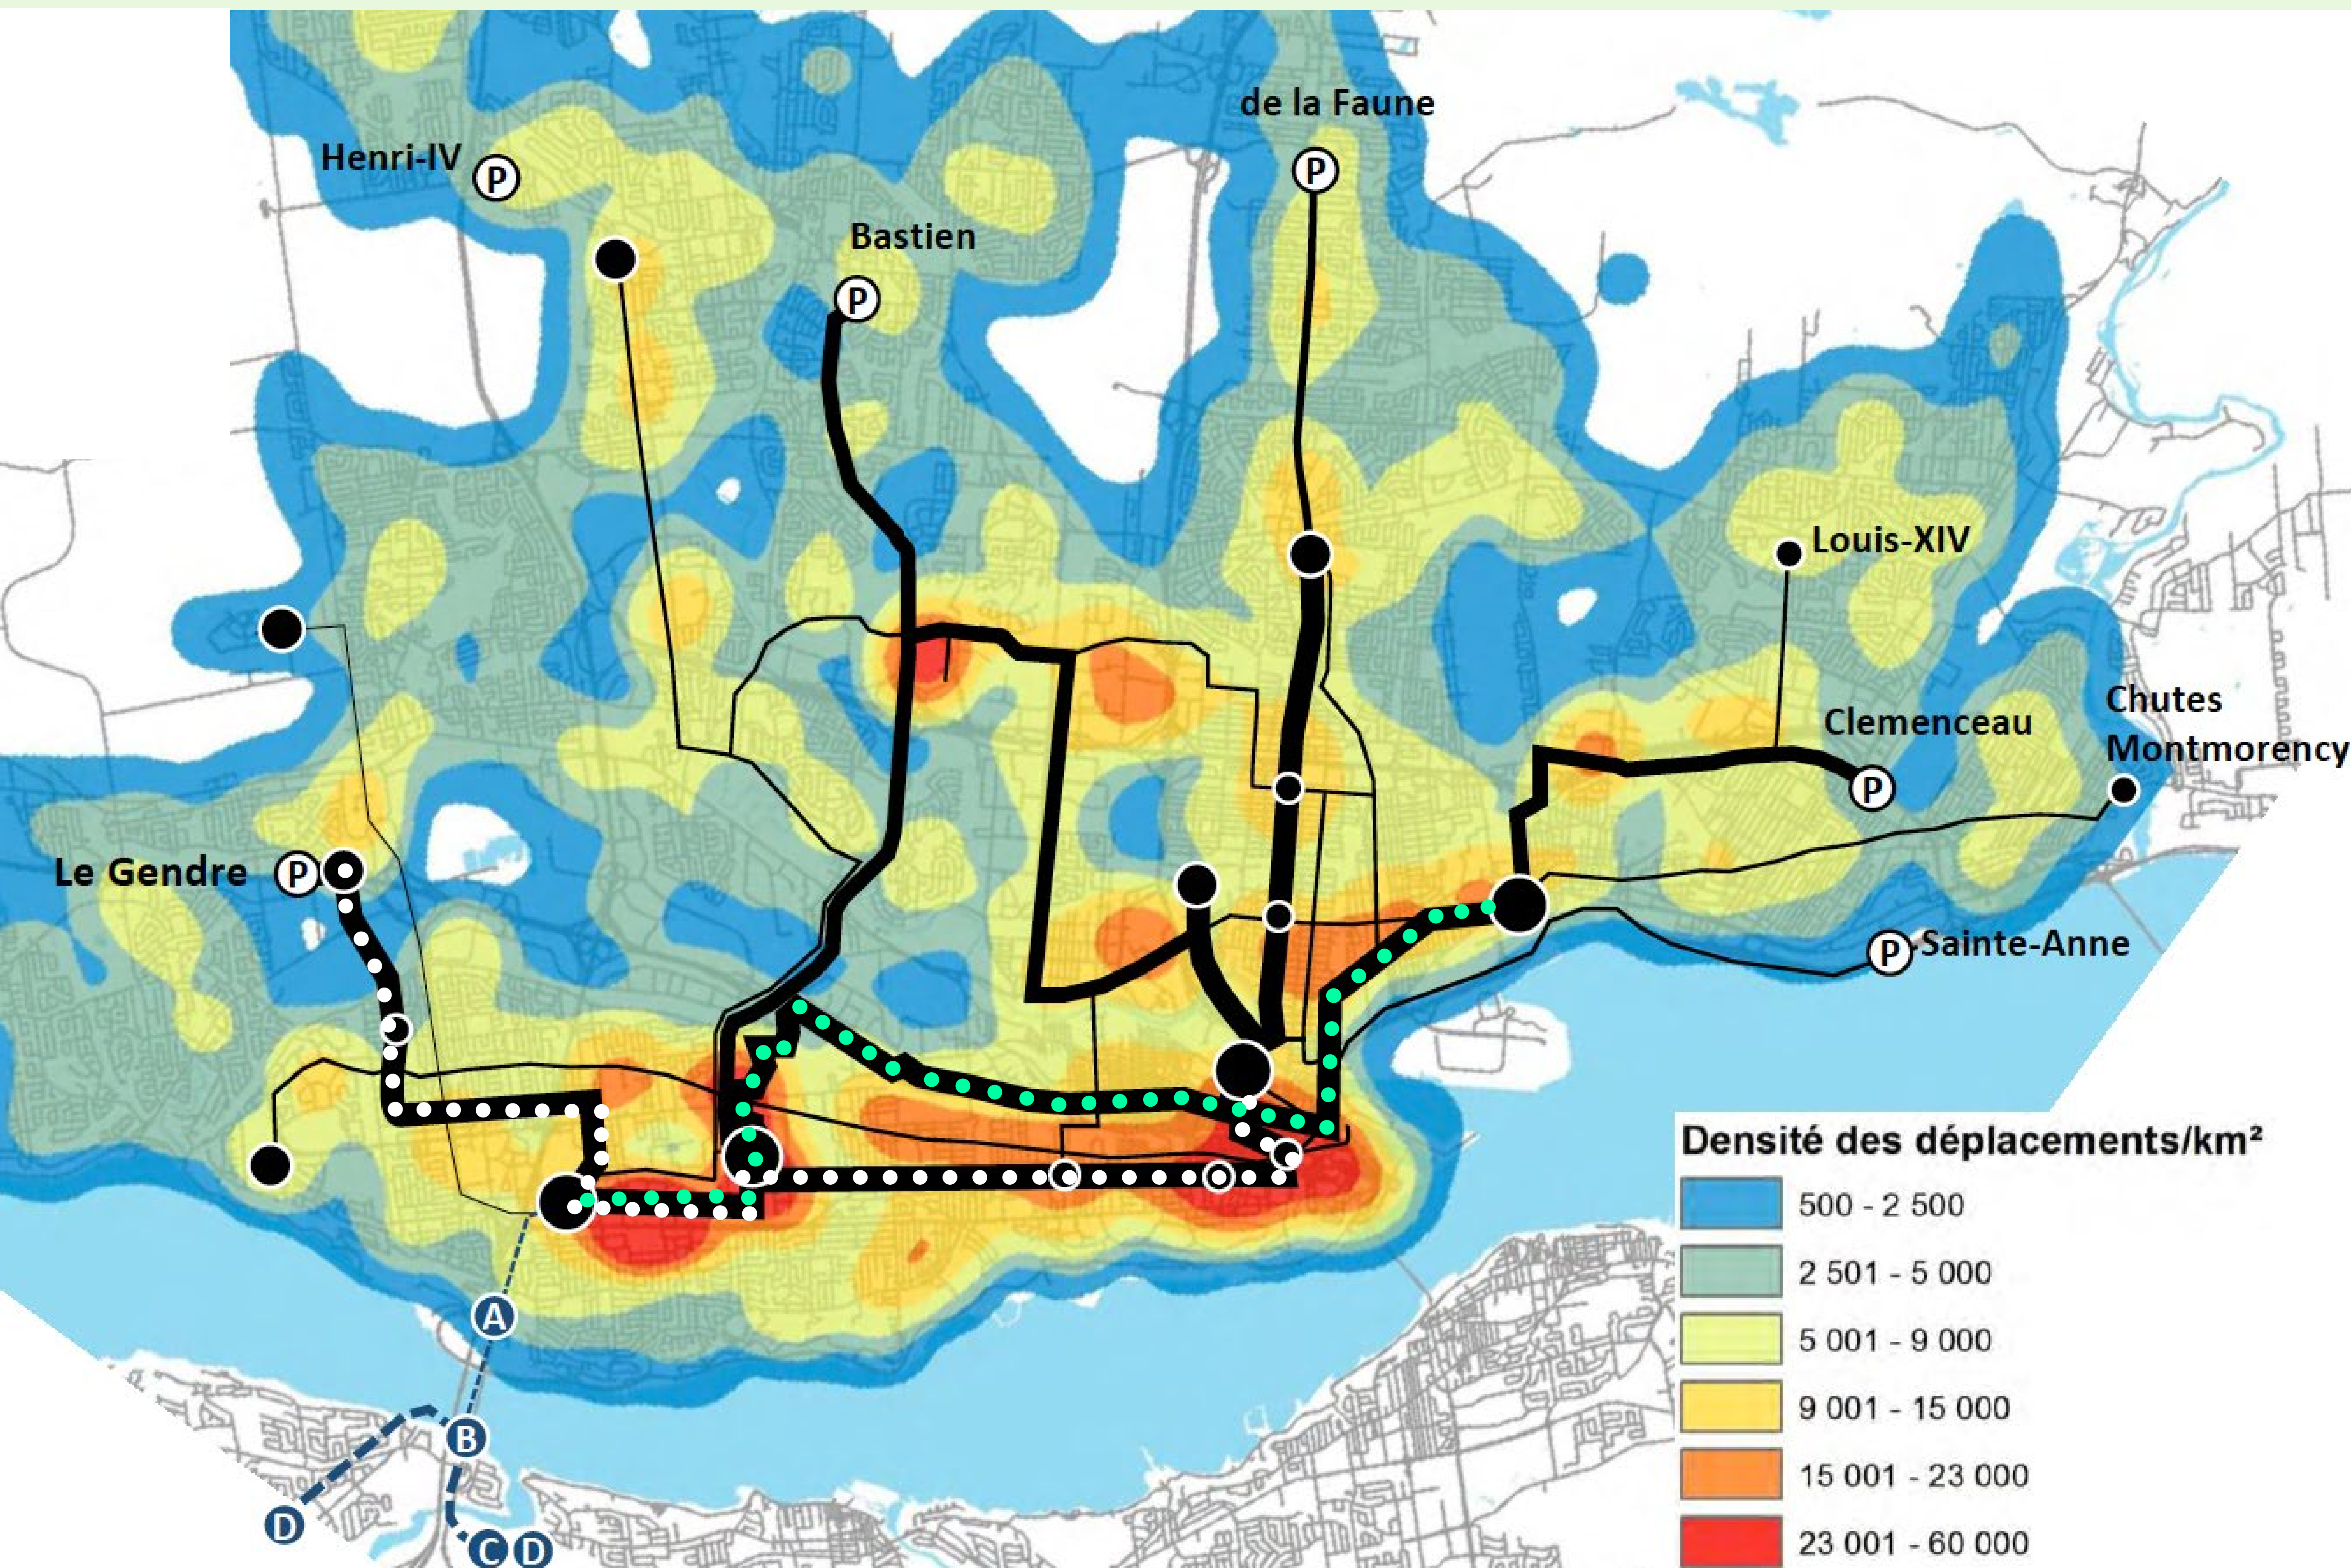 de la Faune
P
Henri-IV P
Bastien
P
Louis-XIV
Chutes
Montmorency
Clemenceau
P
Le Gendre P
P Sainte-Anne
A
B
D
C D
Densité des déplacements/km²
500 - 2 500
2 501 - 5 000
5 001 - 9 000
9 001 - 15 000
15 001 - 23 000
23 001 - 60 000